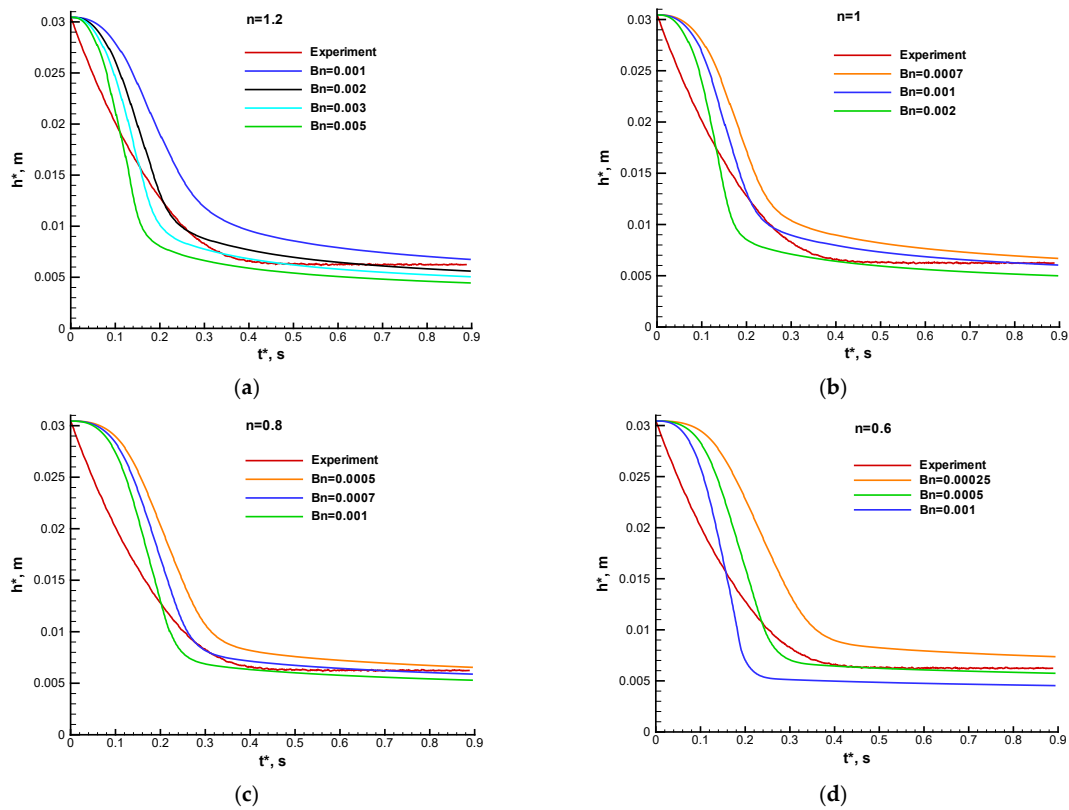 n=1.2
Experiment
Bn=0.001
Bn=0.002
Bn=0.003
Bn=0.005
h*, m
0.03
0.025
0.02
0.015
0.01
0.005
0
0 0.1 0.2 0.3 0.4 0.5 0.6 0.7 0.8 0.9
t*, s
(a)
n=1
Experiment
Bn=0.0007
Bn=0.001
Bn=0.002
h*, m
0.03
0.025
0.02
0.015
0.01
0.005
0
0 0.1 0.2 0.3 0.4 0.5 0.6 0.7 0.8 0.9
t*, s
(b)
n=0.8
Experiment
Bn=0.0005
Bn=0.0007
Bn=0.001
h*, m
0.03
0.025
0.02
0.015
0.01
0.005
0
0 0.1 0.2 0.3 0.4 0.5 0.6 0.7 0.8 0.9
t*, s
(c)
n=0.6
Experiment
Bn=0.00025
Bn=0.0005
Bn=0.001
h*, m
0.03
0.025
0.02
0.015
0.01
0.005
0
0 0.1 0.2 0.3 0.4 0.5 0.6 0.7 0.8 0.9
t*, s
(d)